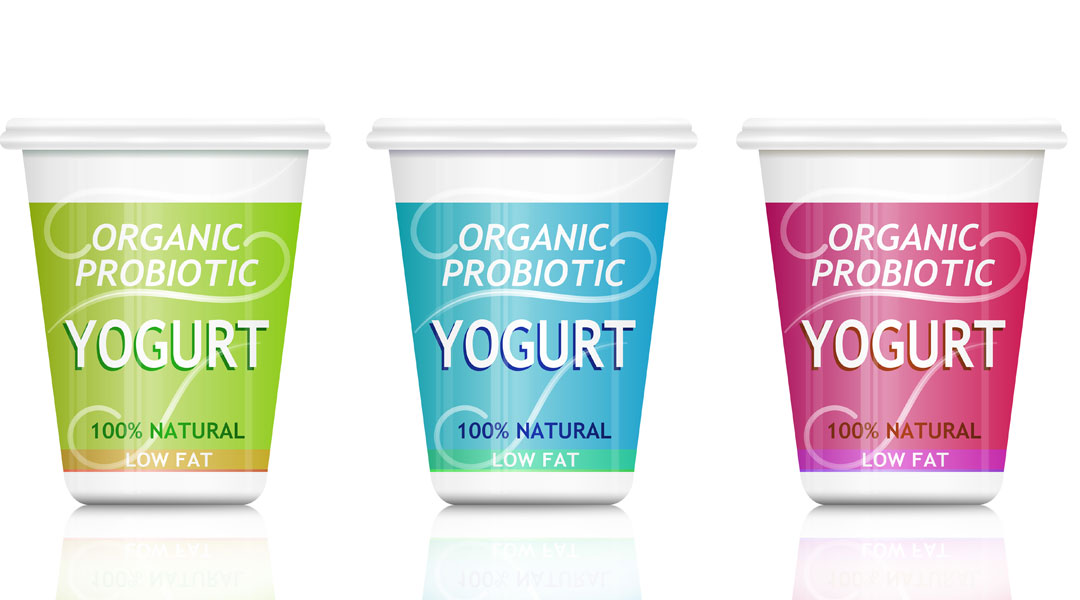 ORGANIC
PROBIOTIC
YOGURT
100% NATURAL
LOW FAT
ORGANIC
PROBIOTIC
YOGURT
100% NATURAL
LOW FAT
ORGANIC
PROBIOTIC
YOGURT
100% NATURAL
LOW FAT